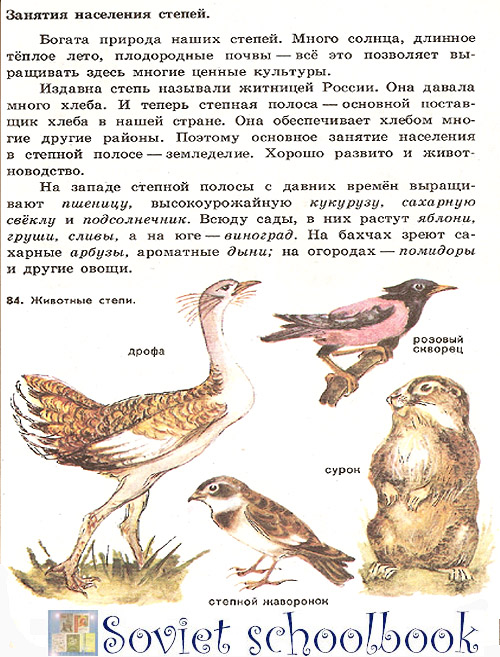 Занятия населения степей.
Богата природа наших степей. Много солнца, длинное
тёплое лето, плодородные почвы — всё это позволяет вы-
ращивать здесь многие ценные культуры.
Издавна степь называли житницей России. Она давала
много хлеба. И теперь степная полоса — основной постав-
щик хлеба в нашей стране. Она обеспечивает хлебом мно-
гие другие районы. Поэтому основное занятие населения
в степной полосе — земледелие. Хорошо развито и живот-
новодство.
На западе степной полосы с давних времён выращи-
вают пшеницу, высокоурожайную кукурузу, сахарную
свёклу и подсолнечник. Всюду сады, в них растут яблони,
груши, сливы, а на юге — виноград. На бахчах зреют са-
харные арбузы, ароматные дыни; на огородах — помидоры
и другие овощи.
84. Животные степи.
дрофа
розовый
скворец
сурок
степной жаворонок
Soviet schoolbook